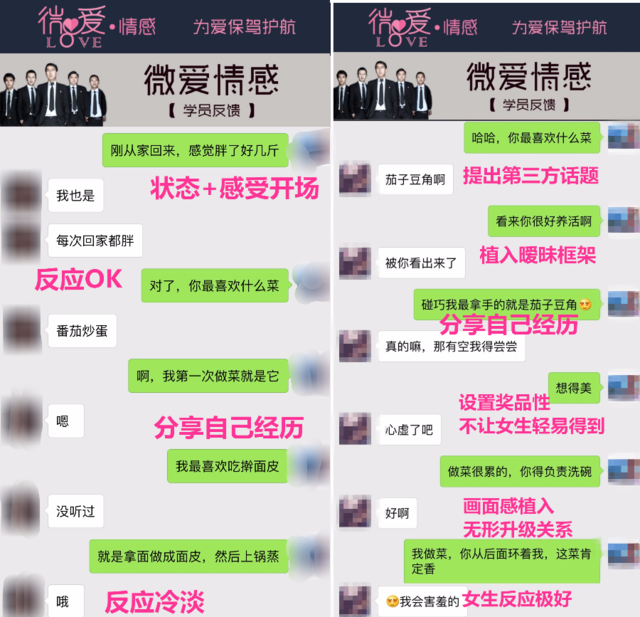 微爱·情感
LOVE
为爱保驾护航
微爱情感
【 学员反馈 】
刚从家回来，感觉胖了好几斤
状态+感受开场
我也是
每次回家都胖
反应OK
对了，你最喜欢什么菜
番茄炒蛋
啊，我第一次做菜就是它
嗯
分享自己经历
我最喜欢吃擀面皮
没听过
就是拿面做成面皮，然后上锅蒸
哦
反应冷淡
微爱·情感
LOVE
为爱保驾护航
微爱情感
【 学员反馈 】
哈哈，你最喜欢什么菜
茄子豆角啊
提出第三方话题
看来你很好养活啊
植入暧昧框架
被你看出来了
碰巧我最拿手的就是茄子豆角
分享自己经历
真的嘛，那有空我得尝尝
想得美
设置奖品性
不让女生轻易得到
心虚了吧
做菜很累的，你得负责洗碗
画面感植入
无形升级关系
好啊
我做菜，你从后面环着我，这菜肯
定香
我会害羞的
女生反应极好